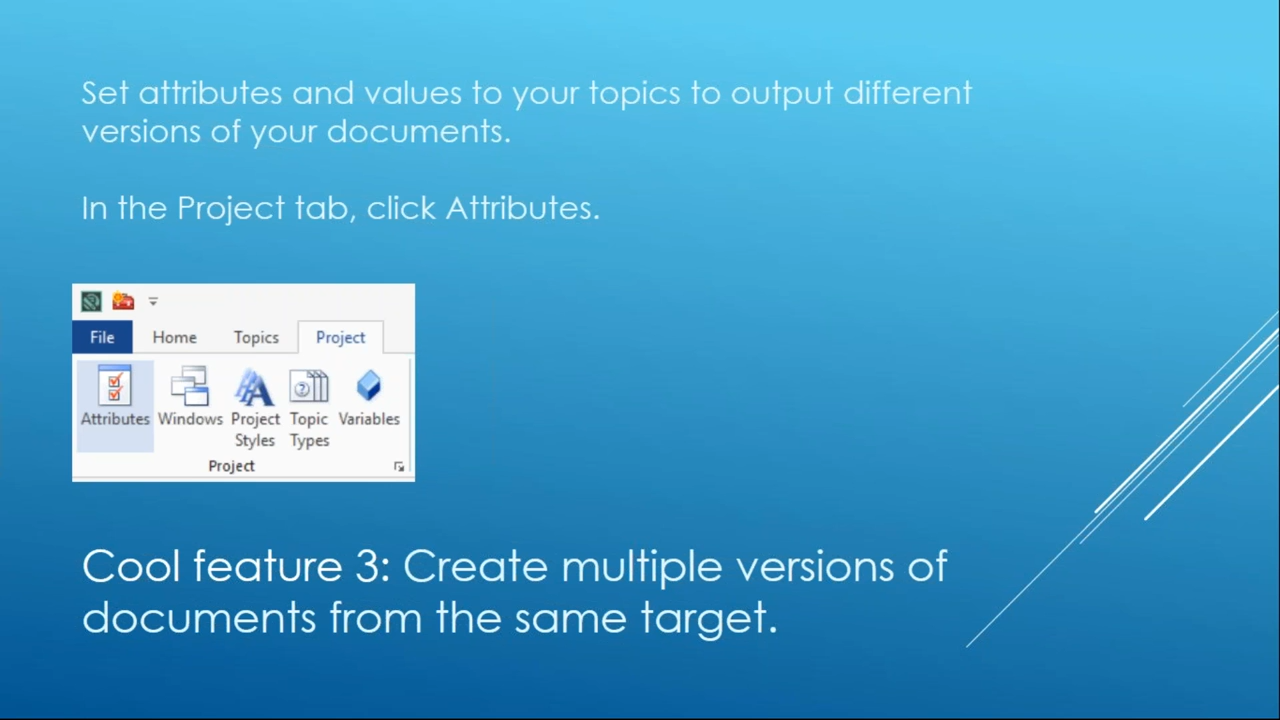 Set attributes and values to your topics to output different
versions of your documents.
In the Project tab, click Attributes.
File Home Topics Project
Attributes Windows Project Styles Topic Types Variables
Project
Cool feature 3: Create multiple versions of
documents from the same target.